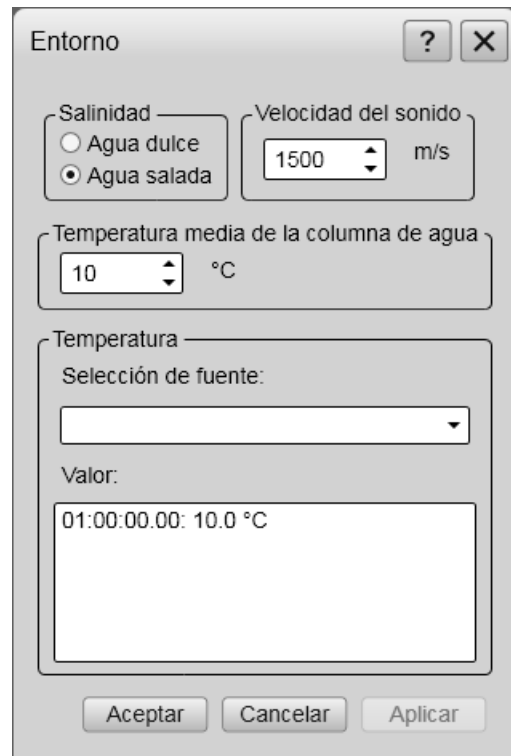 Entorno
?
Salinidad
Agua dulce
Agua salada
Velocidad del sonido
1500
m/s
Temperatura media de la columna de agua
10
°C
Temperatura
Selección de fuente:
Valor:
01:00:00.00: 10.0 °C
Aceptar
Cancelar
Aplicar